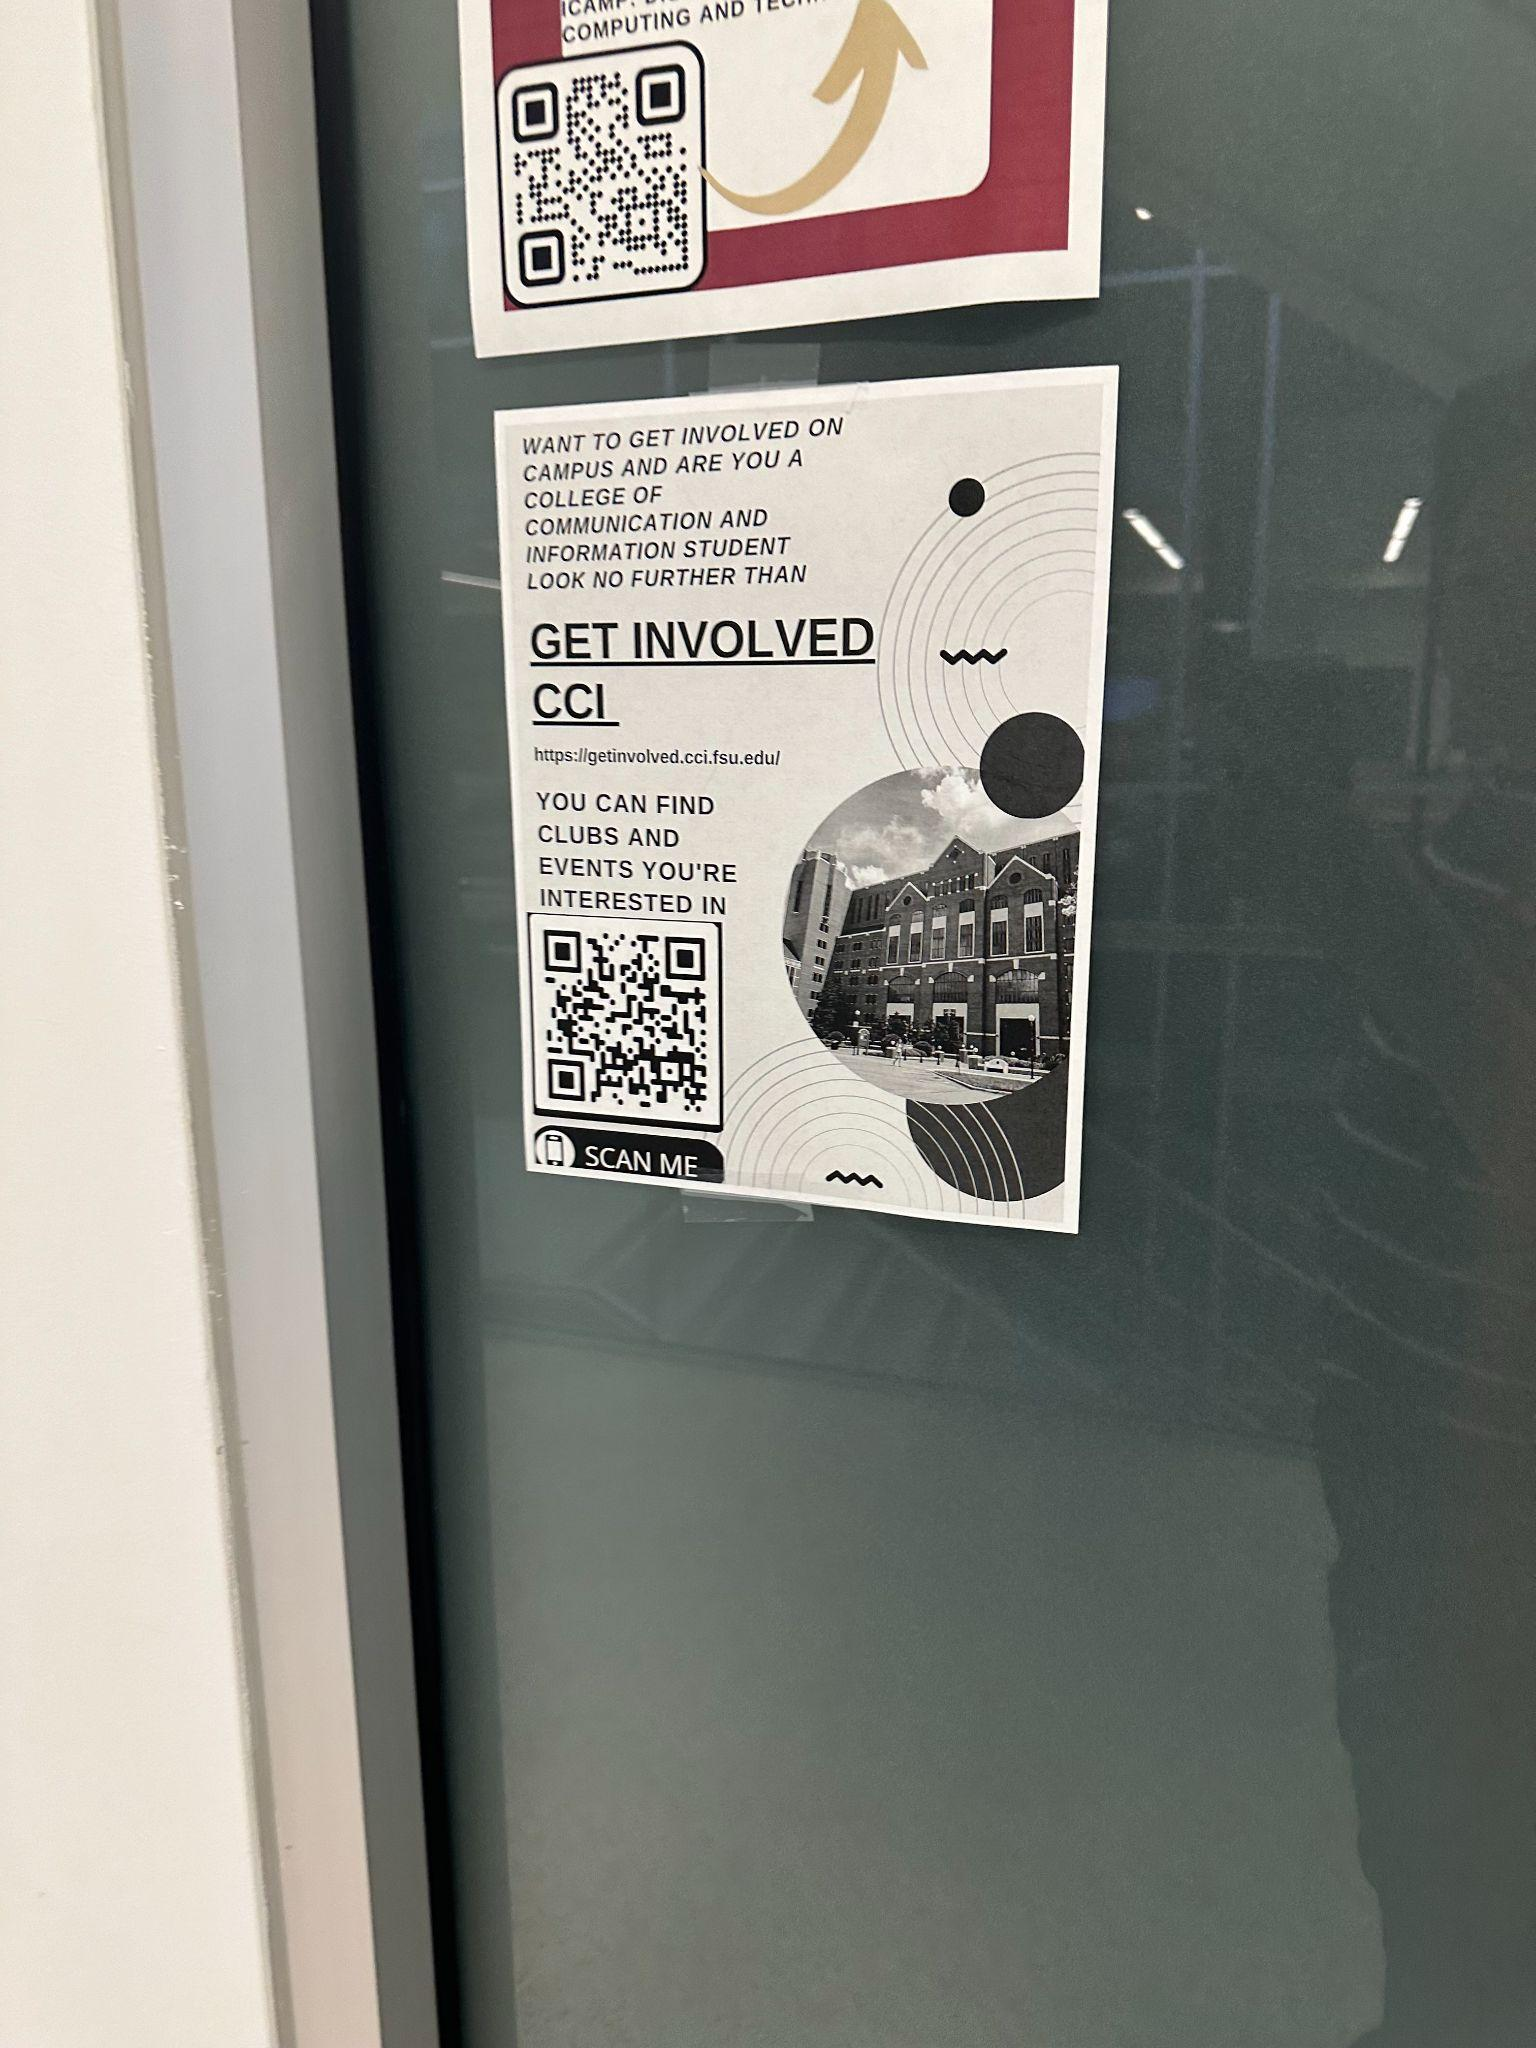 ICAMP:
COMPUTING AND
WANT TO GET INVOLVED ON
CAMPUS AND ARE YOU A
COLLEGE OF
COMMUNICATION AND
INFORMATION STUDENT
LOOK NO FURTHER THAN
GET INVOLVED
CCI
https://getinvolved.cci.fsu.edu/
YOU CAN FIND
CLUBS AND
EVENTS YOU'RE
INTERESTED IN
SCAN ME